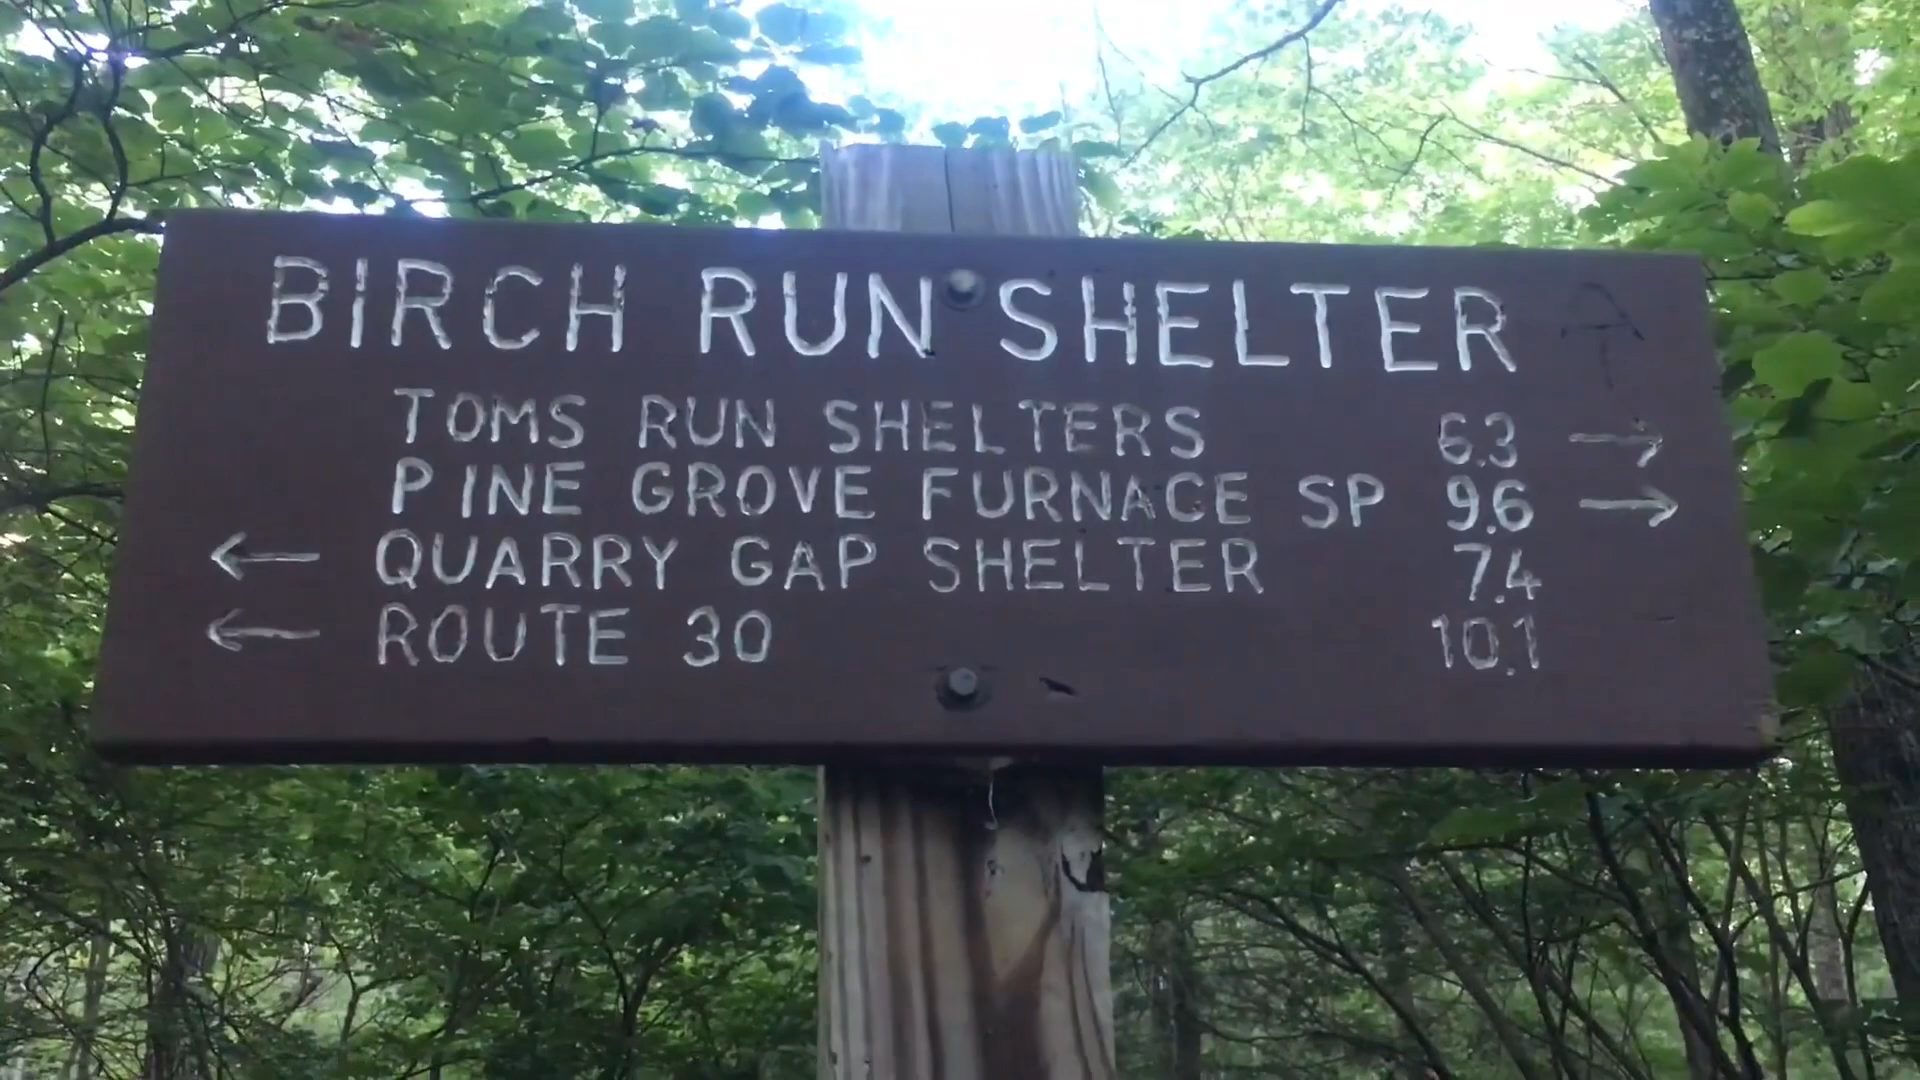 BIRCH RUN SHELTER
TOMS RUN SHELTERS 6.3 →
PINE GROVE FURNACE SP 9.6 →
← QUARRY GAP SHELTER 7.4
← ROUTE 30 10.1